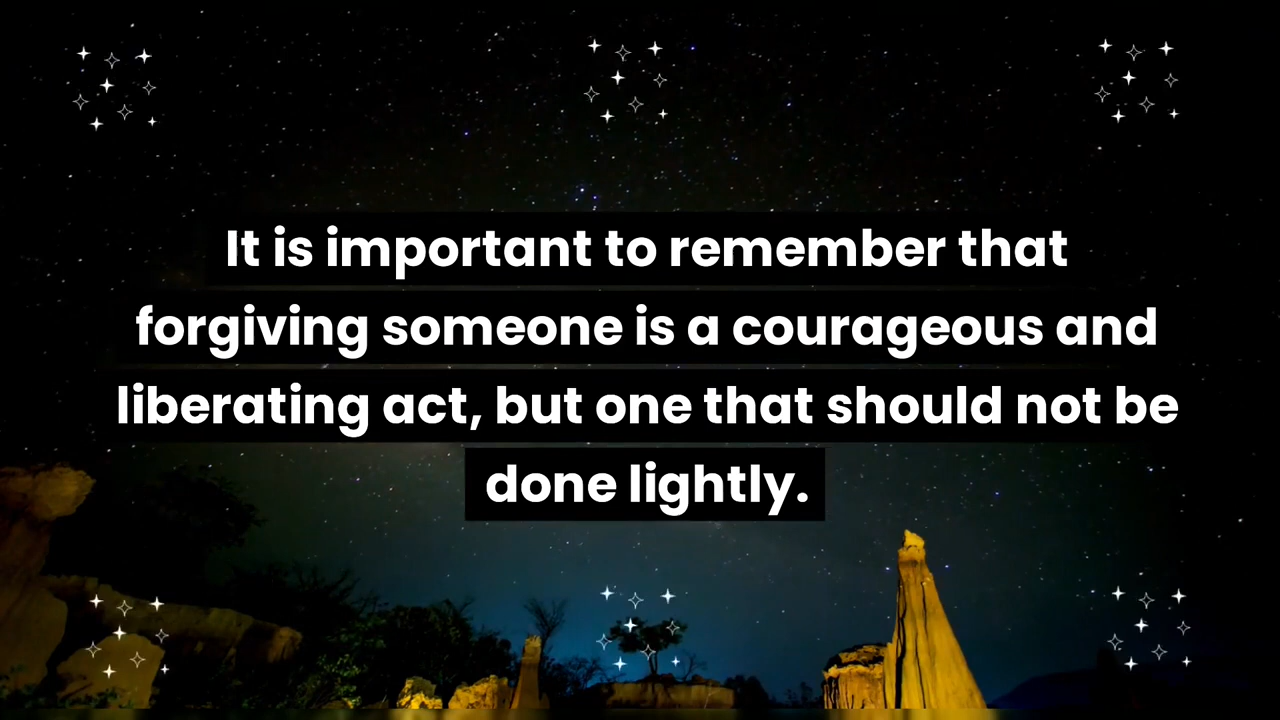 It is important to remember that
forgiving someone is a courageous and
liberating act, but one that should not be
done lightly.